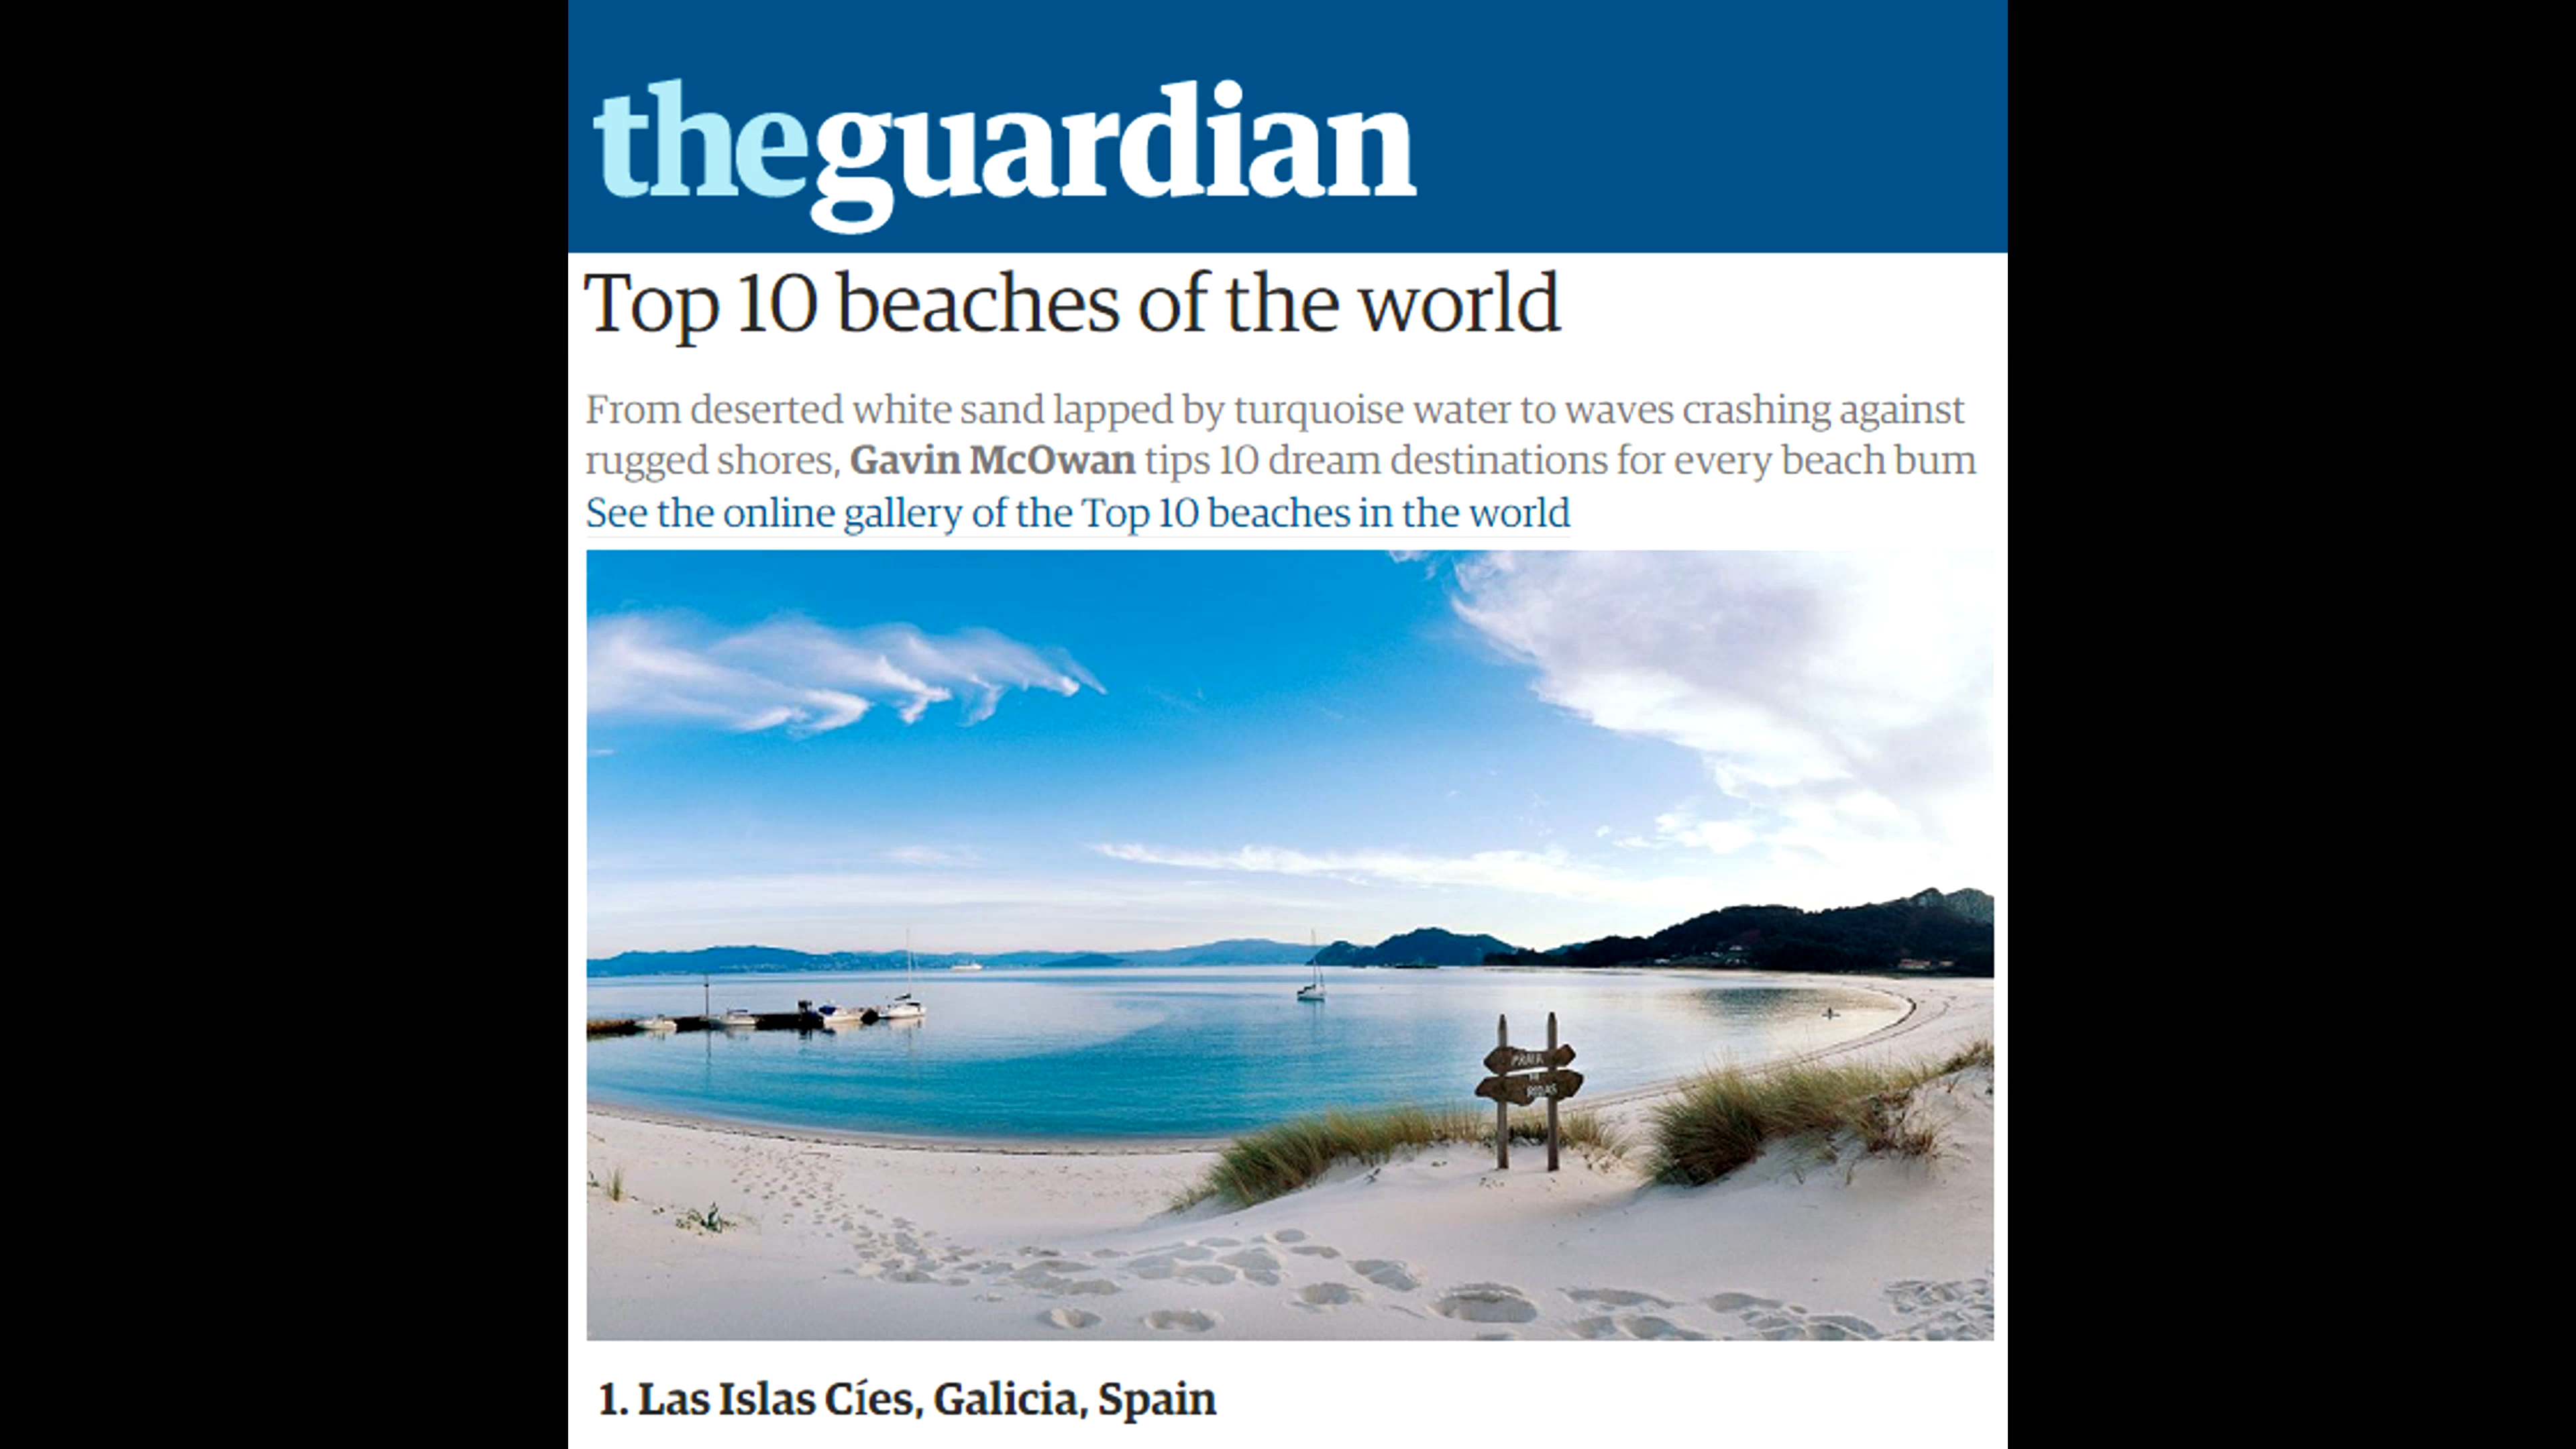 theguardian
Top 10 beaches of the world
From deserted white sand lapped by turquoise water to waves crashing against
rugged shores, Gavin McOwan tips 10 dream destinations for every beach bum
See the online gallery of the Top 10 beaches in the world
PRAIA
RODAS
1. Las Islas Cíes, Galicia, Spain